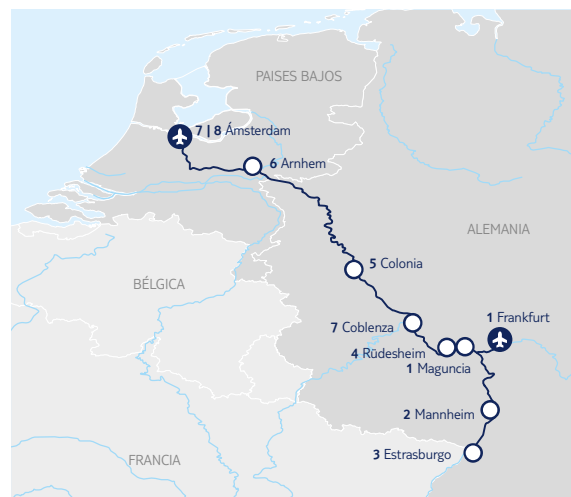 PAISES BAJOS
7 | 8 Ámsterdam
6 Arnhem
ALEMANIA
5 Colonia
BÉLGICA
1 Frankfurt
7 Coblenza
4 Rüdesheim
1 Maguncia
2 Mannheim
3 Estrasburgo
FRANCIA